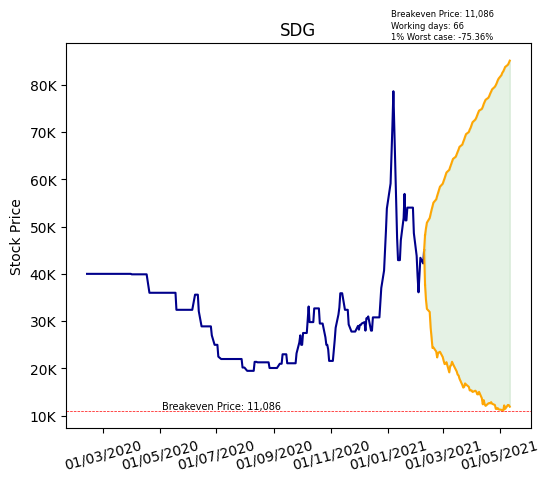 Breakeven Price: 11,086
Working days: 66
1% Worst case: -75.36%
SDG
Stock Price
80K
70K
60K
50K
40K
30K
20K
10K
Breakeven Price: 11,086
01/03/2020
01/05/2020
01/07/2020
01/09/2020
01/11/2020
01/01/2021
01/03/2021
01/05/2021